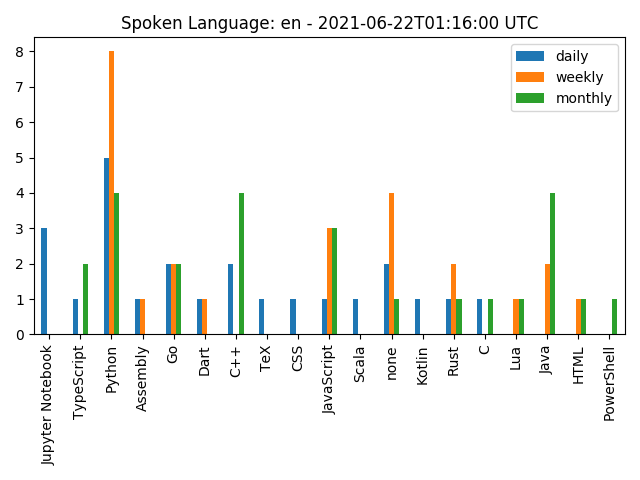 Spoken Language: en - 2021-06-22T01:16:00 UTC
daily
weekly
monthly
8
7
6
5
4
3
2
1
0
Jupyter Notebook
TypeScript
Python
Assembly
Go
Dart
C++
TeX
CSS
JavaScript
Scala
none
Kotlin
Rust
C
Lua
Java
HTML
PowerShell